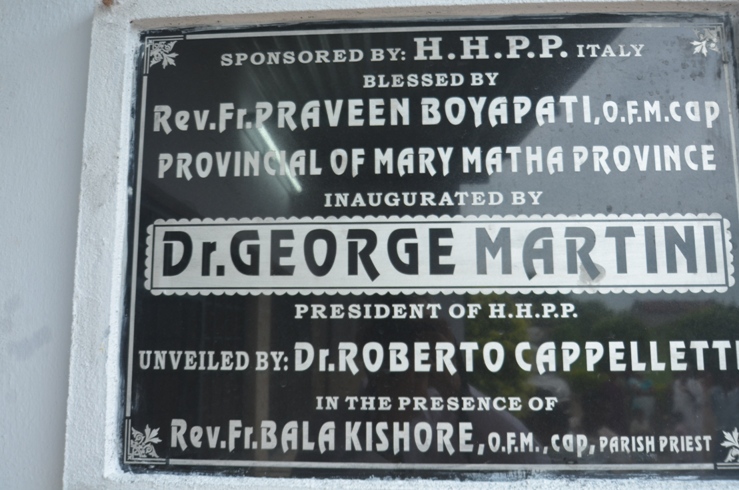 SPONSORED BY: H.H.P.P. ITALY
BLESSED BY
Rev.Fr.PRAVEEN BOYAPATI, O.F.M.cap
PROVINCIAL OF MARY MATHA PROVINCE
INAUGURATED BY
Dr.GEORGE MARTINI
PRESIDENT OF H.H.P.P.
UNVEILED BY: Dr.ROBERTO CAPPELLETTI
IN THE PRESENCE OF
Rev.Fr.BALA KISHORE, O.F.M., cap, PARISH PRIEST